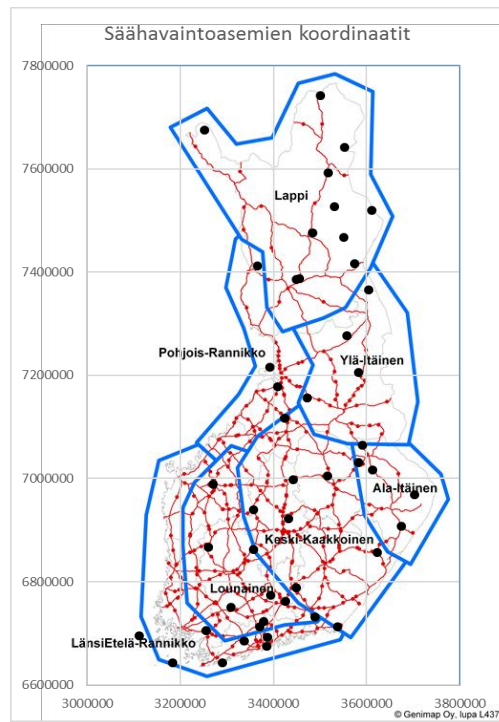 Säähavaintoasemien koordinaatit
7800000
7600000
Lappi
7400000
Pohjois-Rannikko
Ylä-Itäinen
7200000
7000000
Ala-Itäinen
Keski-Kaakkoinen
6800000
Lounainen
LänsiEtelä-Rannikko
6600000
3000000 3200000 3400000 3600000 3800000
© Genimap Oy, lupa L437